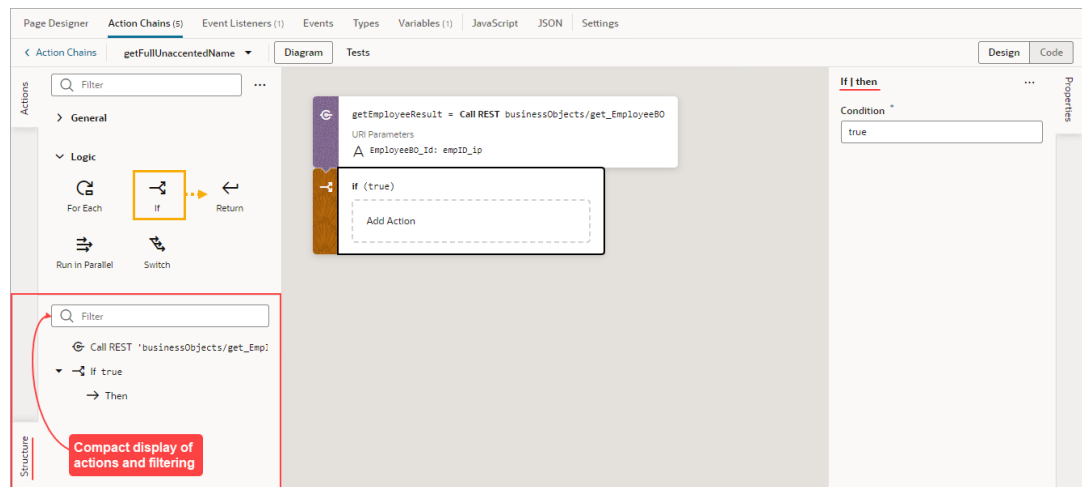 Page Designer Action Chains (5) Event Listeners (1) Events Types Variables (1) JavaScript JSON Settings
Action Chains getFullUnaccentedName Diagram Tests Design Code
Actions
Filter
General
Logic
For Each If Return
Run in Parallel Switch
Filter
Call REST 'businessObjects/get_Empl
If true
Then
Structure
Compact display of
actions and filtering
getEmployeeResult = Call REST businessObjects/get_EmployeeBO
URI Parameters
EmployeeBO_Id: empID_ip
if (true)
Add Action
If | then
Condition *
true
Properties